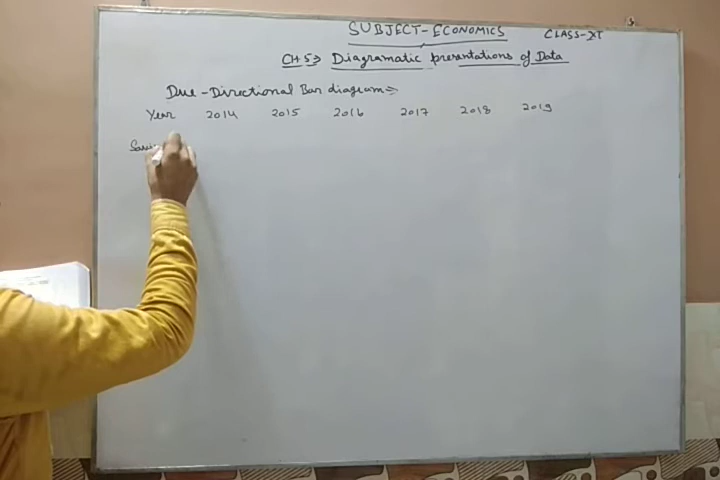 SUBJECT-ECONOMICS CLASS-XI
CH 5 → Diagramatic presentations of Data
Due-Directional Bar diagram
Year 2014 2015 2016 2017 2018 2019